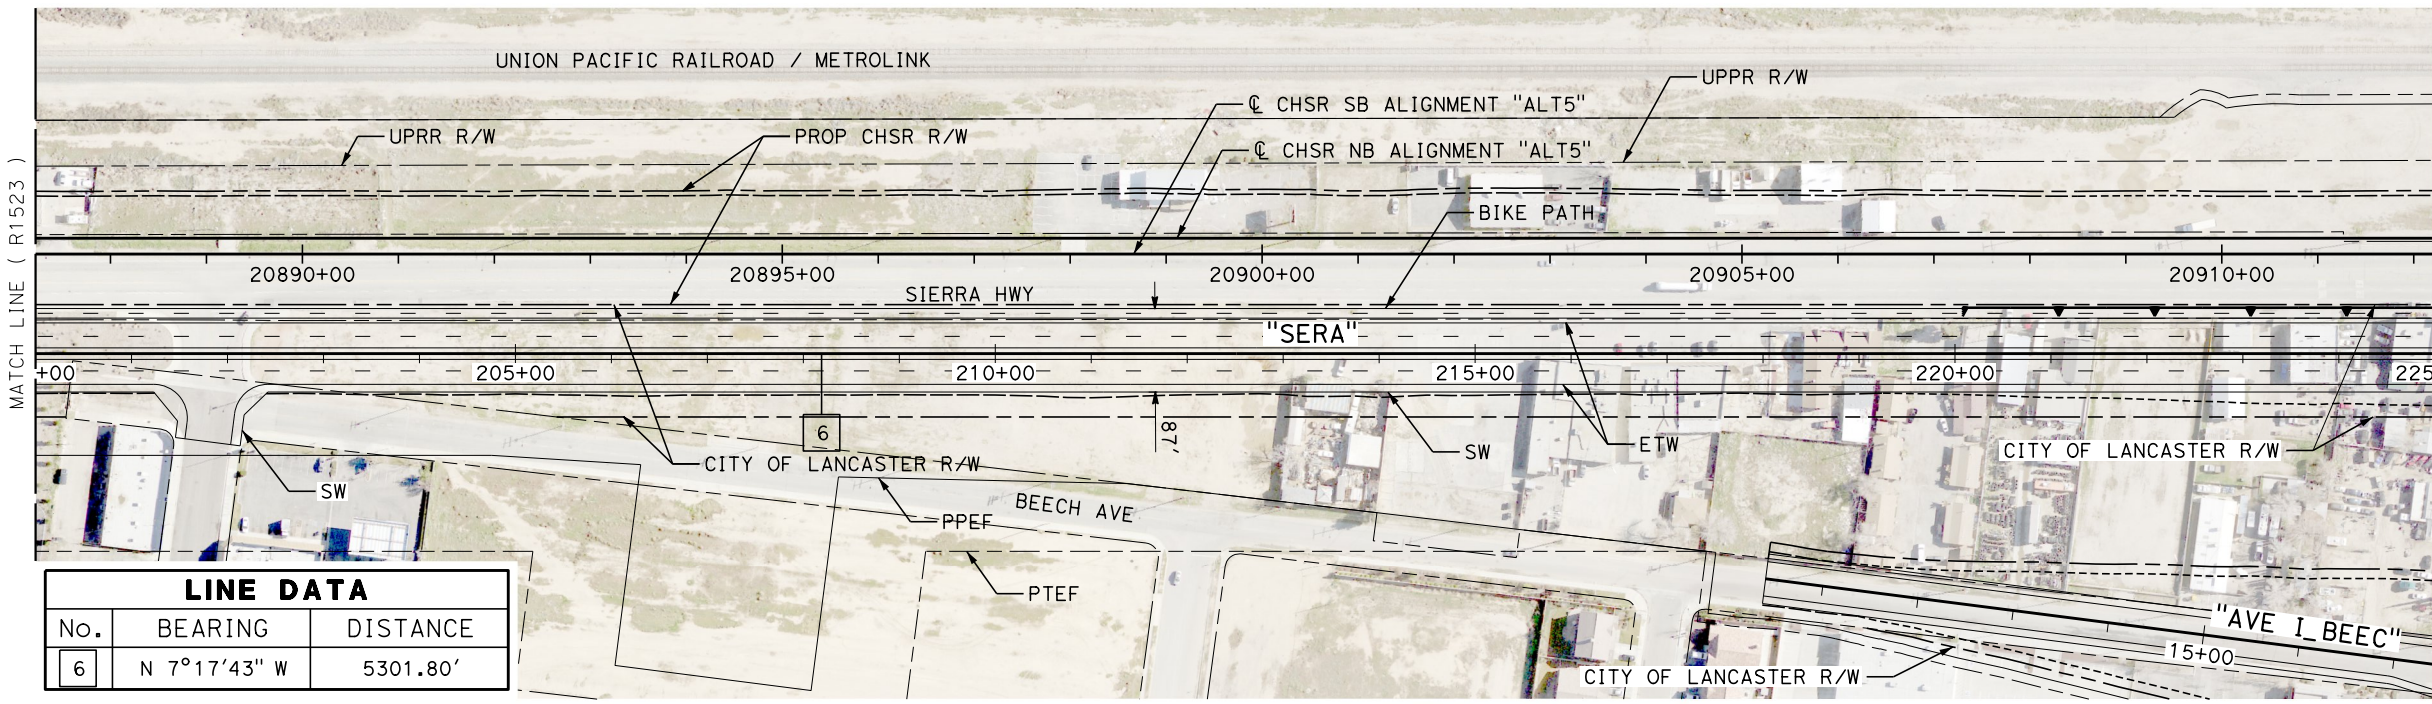 UNION PACIFIC RAILROAD / METROLINK
UPPR R/W
℄ CHSR SB ALIGNMENT "ALT5"
UPRR R/W
PROP CHSR R/W
℄ CHSR NB ALIGNMENT "ALT5"
MATCH LINE ( R1523 )
BIKE PATH
20890+00
20895+00
20900+00
20905+00
20910+00
SIERRA HWY
"SERA"
+00
205+00
210+00
215+00
220+00
225
6
87'
SW
ETW
CITY OF LANCASTER R/W
CITY OF LANCASTER R/W
SW
BEECH AVE
PPEF
PTEF
"AVE I_BEEC"
15+00
CITY OF LANCASTER R/W
LINE DATA
No. BEARING DISTANCE
6 N 7°17'43" W 5301.80'